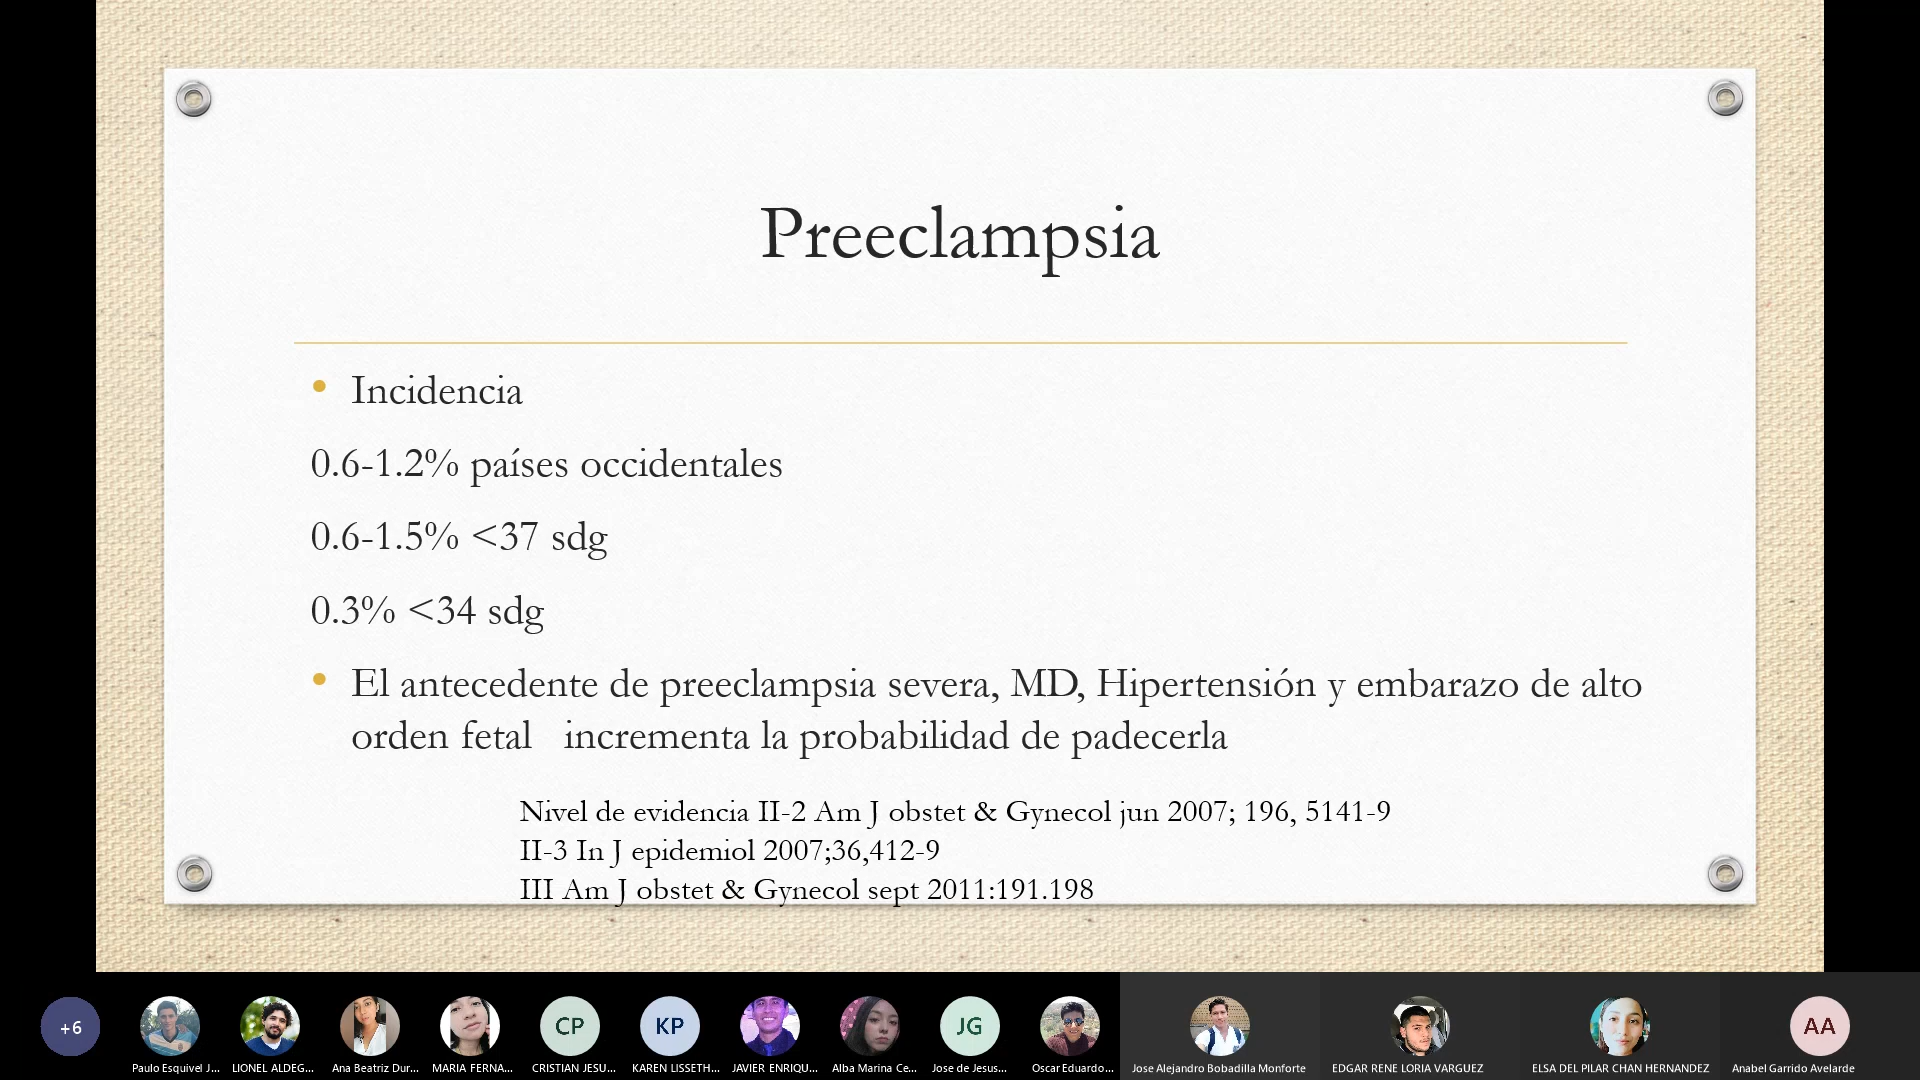 Preeclampsia
• Incidencia
0.6-1.2% países occidentales
0.6-1.5% <37 sdg
0.3% <34 sdg
• El antecedente de preeclampsia severa, MD, Hipertensión y embarazo de alto
orden fetal incrementa la probabilidad de padecerla
Nivel de evidencia II-2 Am J obstet & Gynecol jun 2007; 196, 5141-9
II-3 In J epidemiol 2007;36,412-9
III Am J obstet & Gynecol sept 2011:191.198
+6
CP
KP
JG
AA
Paulo Esquivel J...
LIONEL ALDEG...
Ana Beatriz Dur...
MARIA FERNA...
CRISTIAN JESU...
KAREN LISSETH...
JAVIER ENRIQU...
Alba Marina Ce...
Jose de Jesus...
Oscar Eduardo...
Jose Alejandro Bobadilla Monforte
EDGAR RENE LORIA VARGUEZ
ELSA DEL PILAR CHAN HERNANDEZ
Anabel Garrido Avelarde